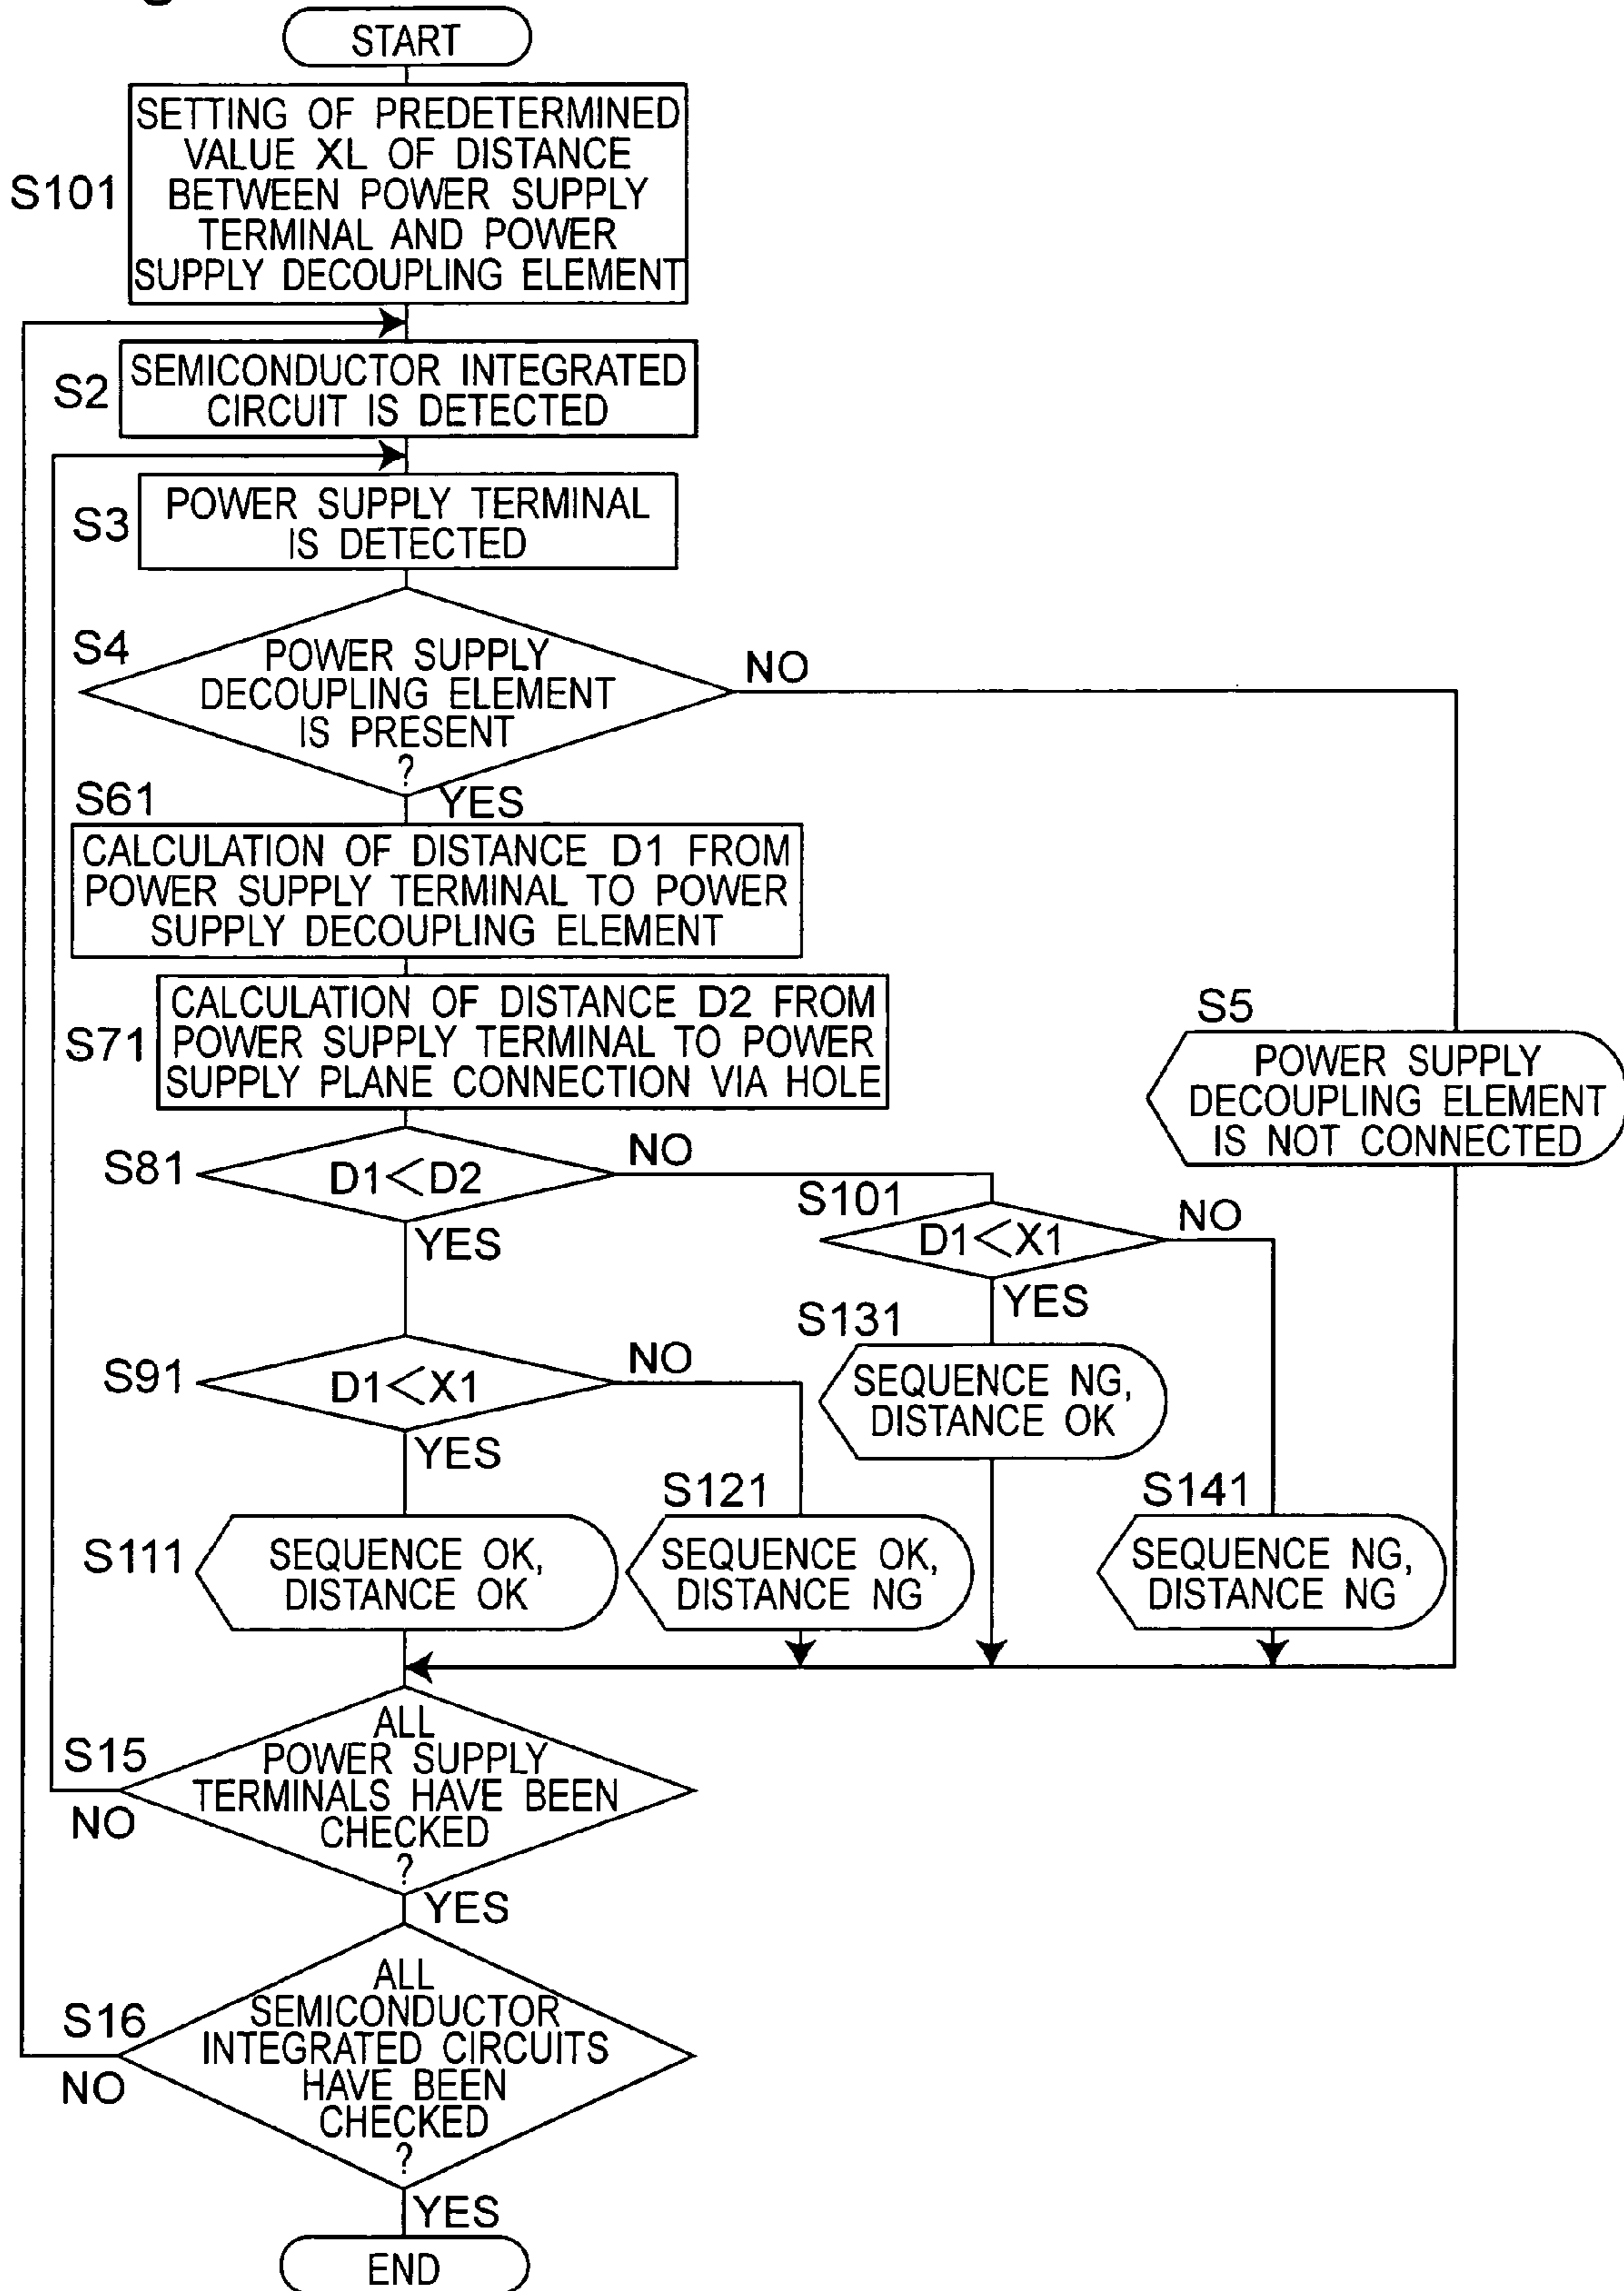 START
S101
SETTING OF PREDETERMINED
VALUE XL OF DISTANCE
BETWEEN POWER SUPPLY
TERMINAL AND POWER
SUPPLY DECOUPLING ELEMENT
S2
SEMICONDUCTOR INTEGRATED
CIRCUIT IS DETECTED
S3
POWER SUPPLY TERMINAL
IS DETECTED
S4
POWER SUPPLY
DECOUPLING ELEMENT
IS PRESENT
?
NO
YES
S61
CALCULATION OF DISTANCE D1 FROM
POWER SUPPLY TERMINAL TO POWER
SUPPLY DECOUPLING ELEMENT
S71
CALCULATION OF DISTANCE D2 FROM
POWER SUPPLY TERMINAL TO POWER
SUPPLY PLANE CONNECTION VIA HOLE
S5
POWER SUPPLY
DECOUPLING ELEMENT
IS NOT CONNECTED
S81
D1<D2
NO
YES
S101
D1<X1
NO
YES
S91
D1<X1
NO
YES
S131
SEQUENCE NG,
DISTANCE OK
S111
SEQUENCE OK,
DISTANCE OK
S121
SEQUENCE OK,
DISTANCE NG
S141
SEQUENCE NG,
DISTANCE NG
S15
ALL
POWER SUPPLY
TERMINALS HAVE BEEN
CHECKED
?
NO
YES
S16
ALL
SEMICONDUCTOR
INTEGRATED CIRCUITS
HAVE BEEN
CHECKED
?
NO
YES
END